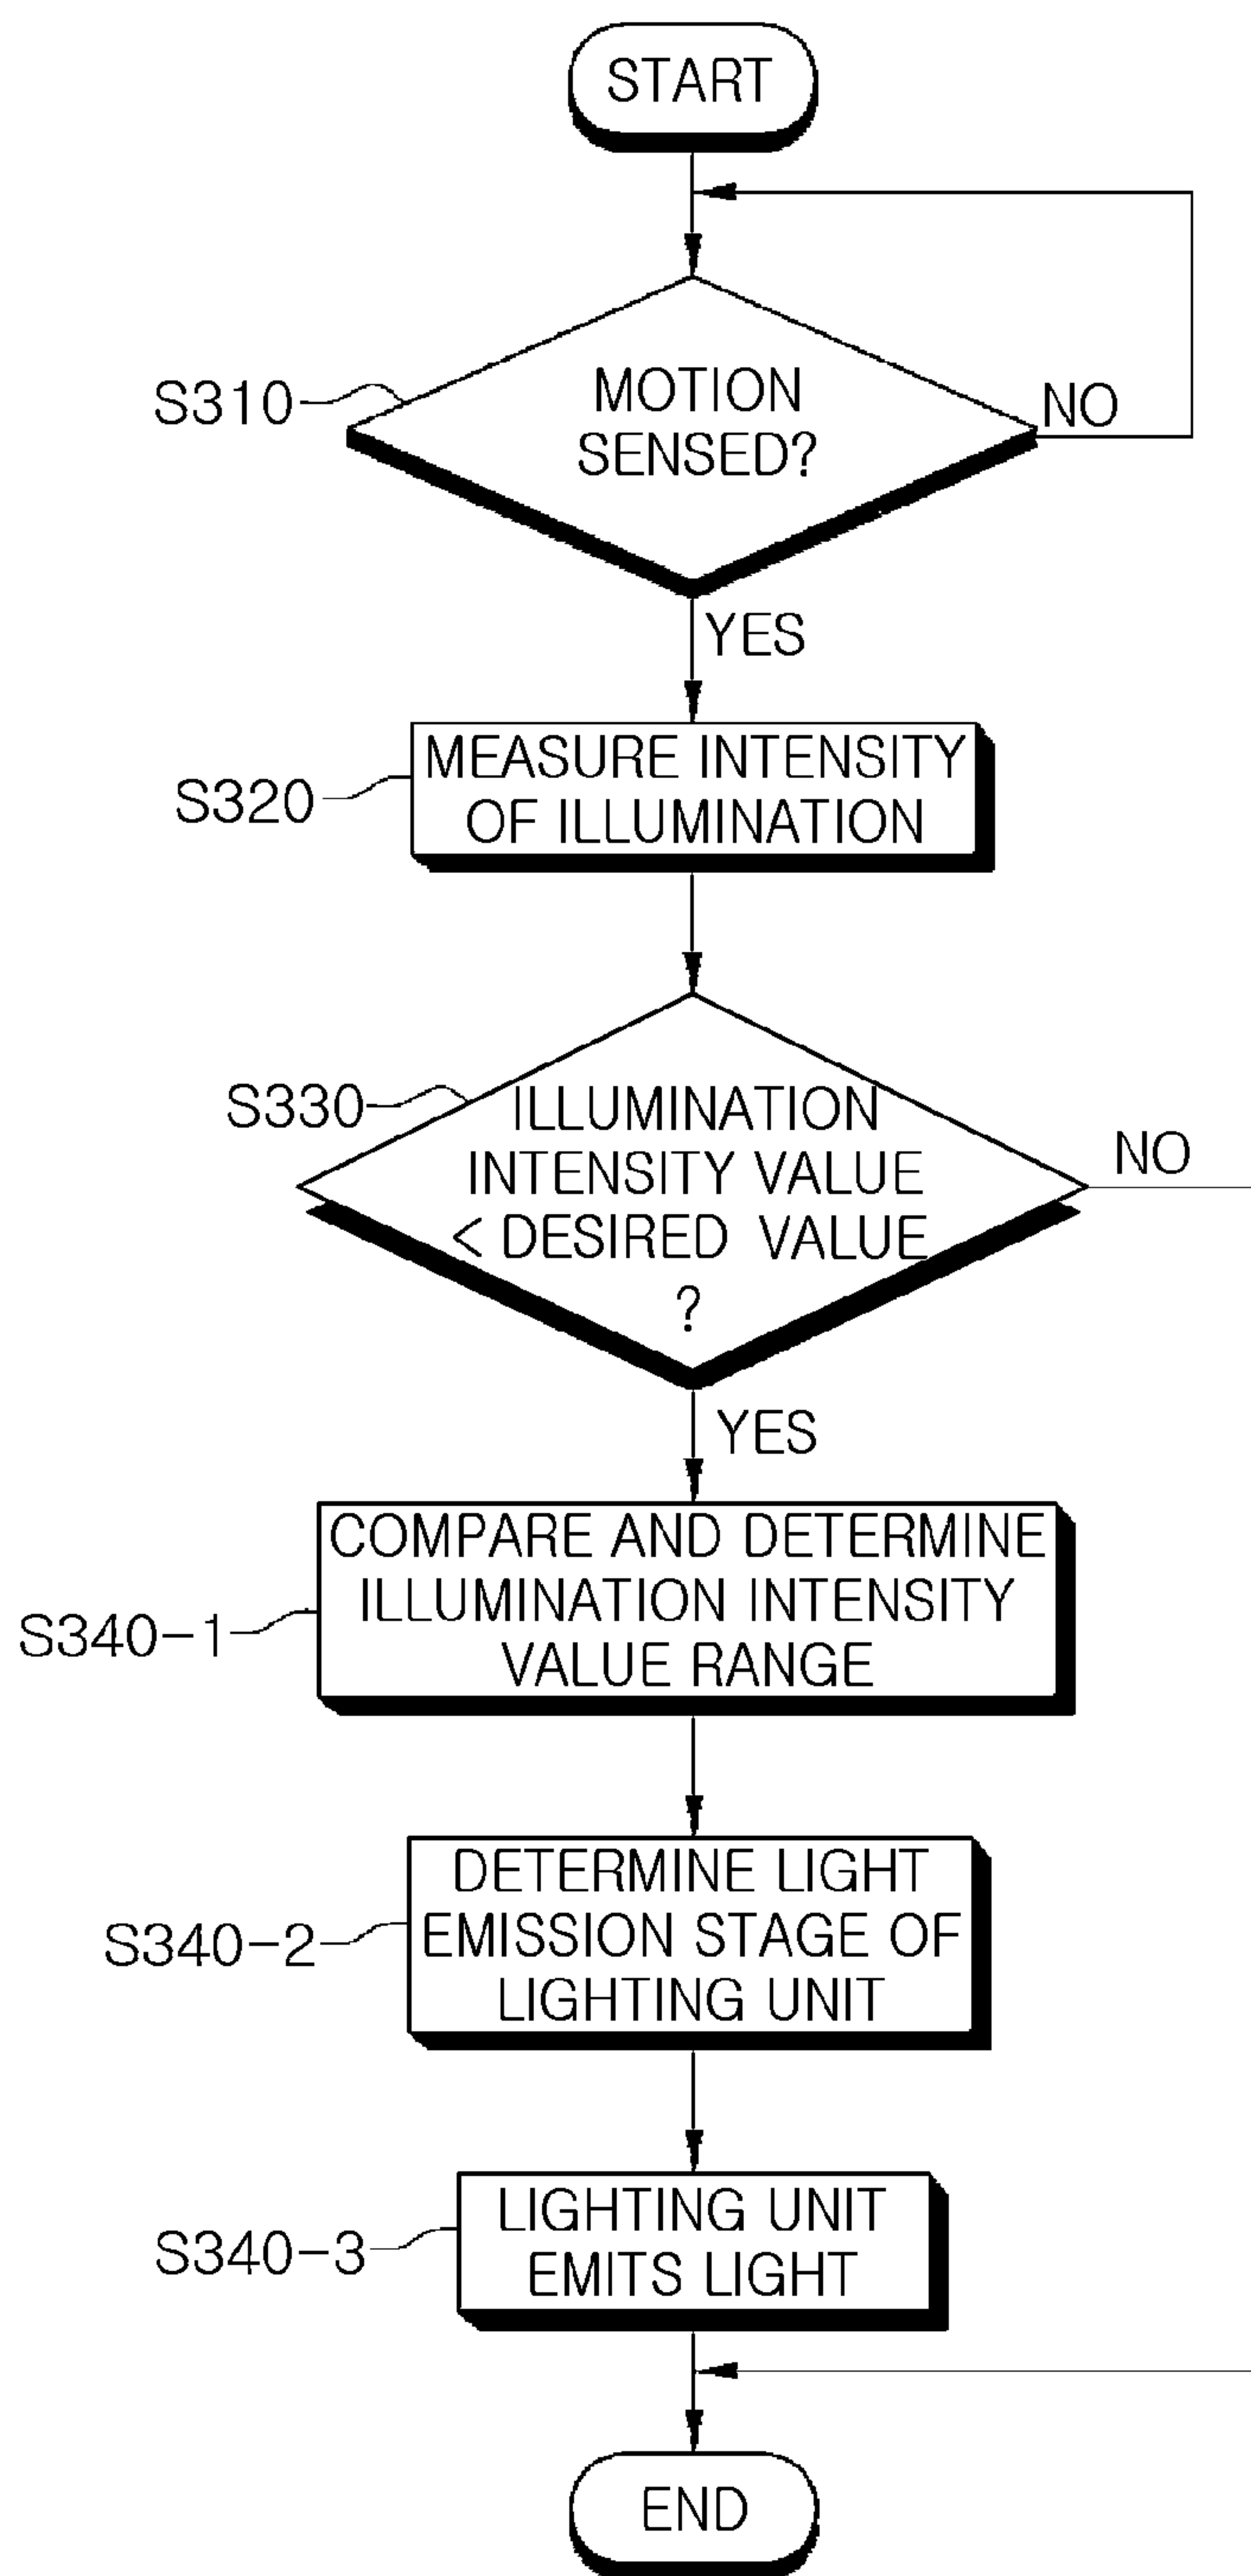 START
S310
MOTION
SENSED?
NO
YES
S320
MEASURE INTENSITY
OF ILLUMINATION
S330
ILLUMINATION
INTENSITY VALUE
< DESIRED VALUE
?
NO
YES
S340-1
COMPARE AND DETERMINE
ILLUMINATION INTENSITY
VALUE RANGE
S340-2
DETERMINE LIGHT
EMISSION STAGE OF
LIGHTING UNIT
S340-3
LIGHTING UNIT
EMITS LIGHT
END